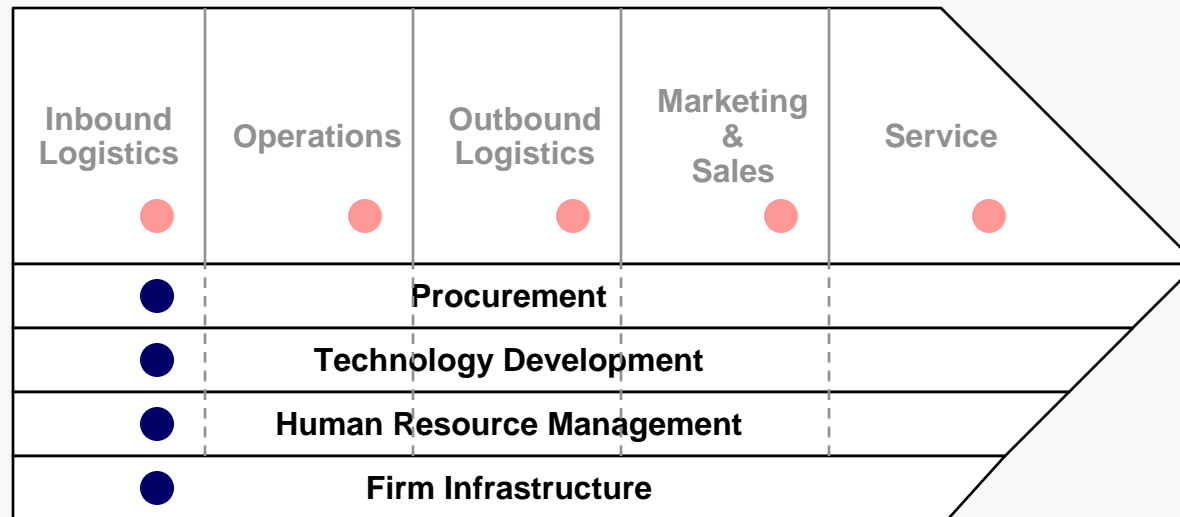 Inbound
Logistics
Operations
Outbound
Logistics
Marketing
&
Sales
Service
Procurement
Technology Development
Human Resource Management
Firm Infrastructure